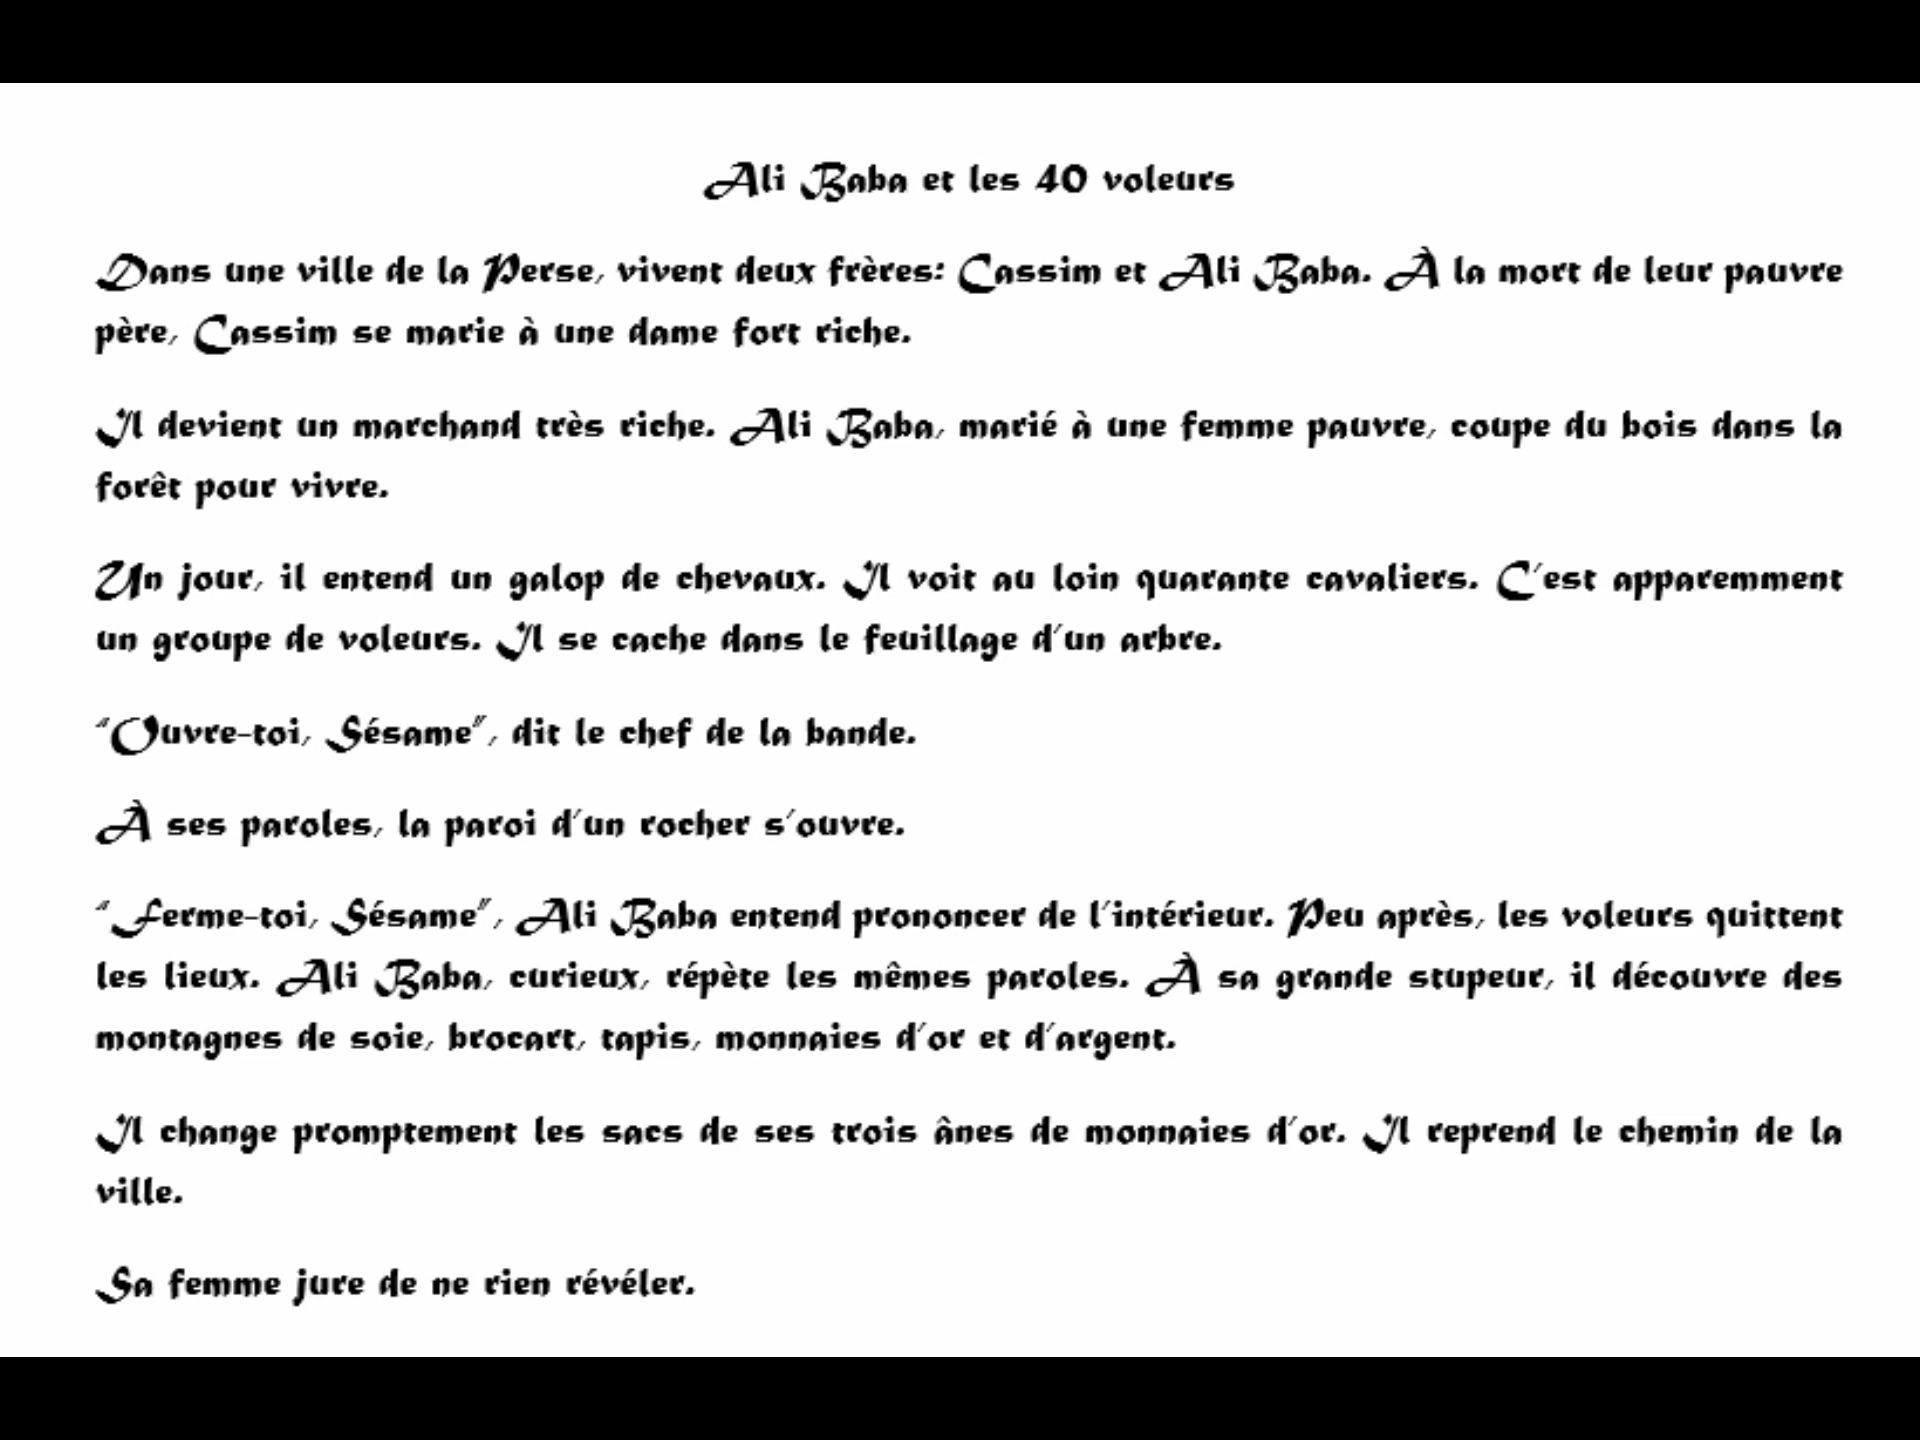 Ali Baba et les 40 voleurs
Dans une ville de la Perse, vivent deux frères: Cassim et Ali Baba. À la mort de leur pauvre
père, Cassim se marie à une dame fort riche.
Il devient un marchand très riche. Ali Baba, marié à une femme pauvre, coupe du bois dans la
forêt pour vivre.
Un jour, il entend un galop de chevaux. Il voit au loin quarante cavaliers. C'est apparemment
un groupe de voleurs. Il se cache dans le feuillage d'un arbre.
"Ouvre-toi, Sésame", dit le chef de la bande.
À ses paroles, la paroi d'un rocher s'ouvre.
"Ferme-toi, Sésame", Ali Baba entend prononcer de l'intérieur. Peu après, les voleurs quittent
les lieux. Ali Baba, curieux, répète les mêmes paroles. À sa grande stupeur, il découvre des
montagnes de soie, brocart, tapis, monnaies d'or et d'argent.
Il change promptement les sacs de ses trois ânes de monnaies d'or. Il reprend le chemin de la
ville.
Sa femme jure de ne rien révéler.